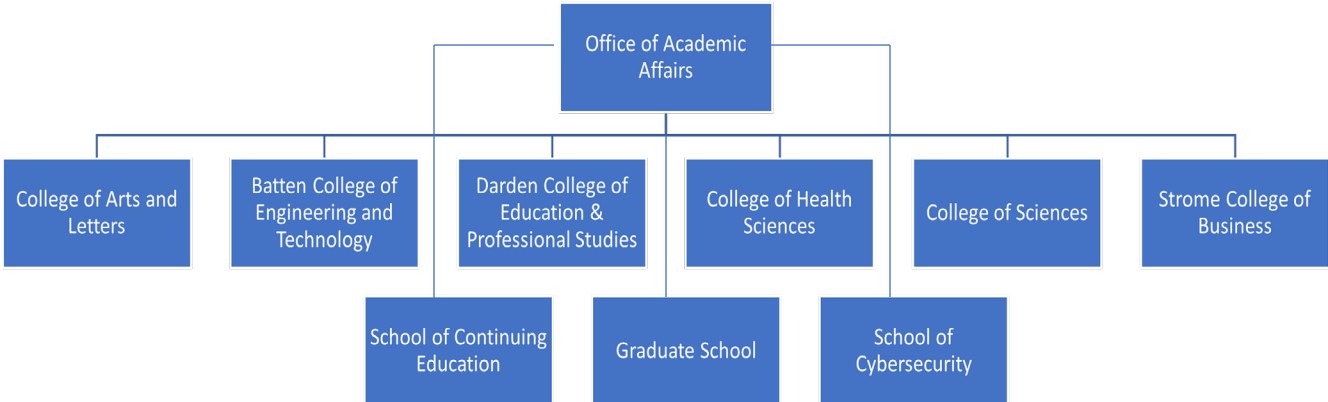 Office of Academic
Affairs
College of Arts and
Letters
Batten College of
Engineering and
Technology
Darden College of
Education &
Professional Studies
College of Health
Sciences
College of Sciences
Strome College of
Business
School of Continuing
Education
Graduate School
School of
Cybersecurity